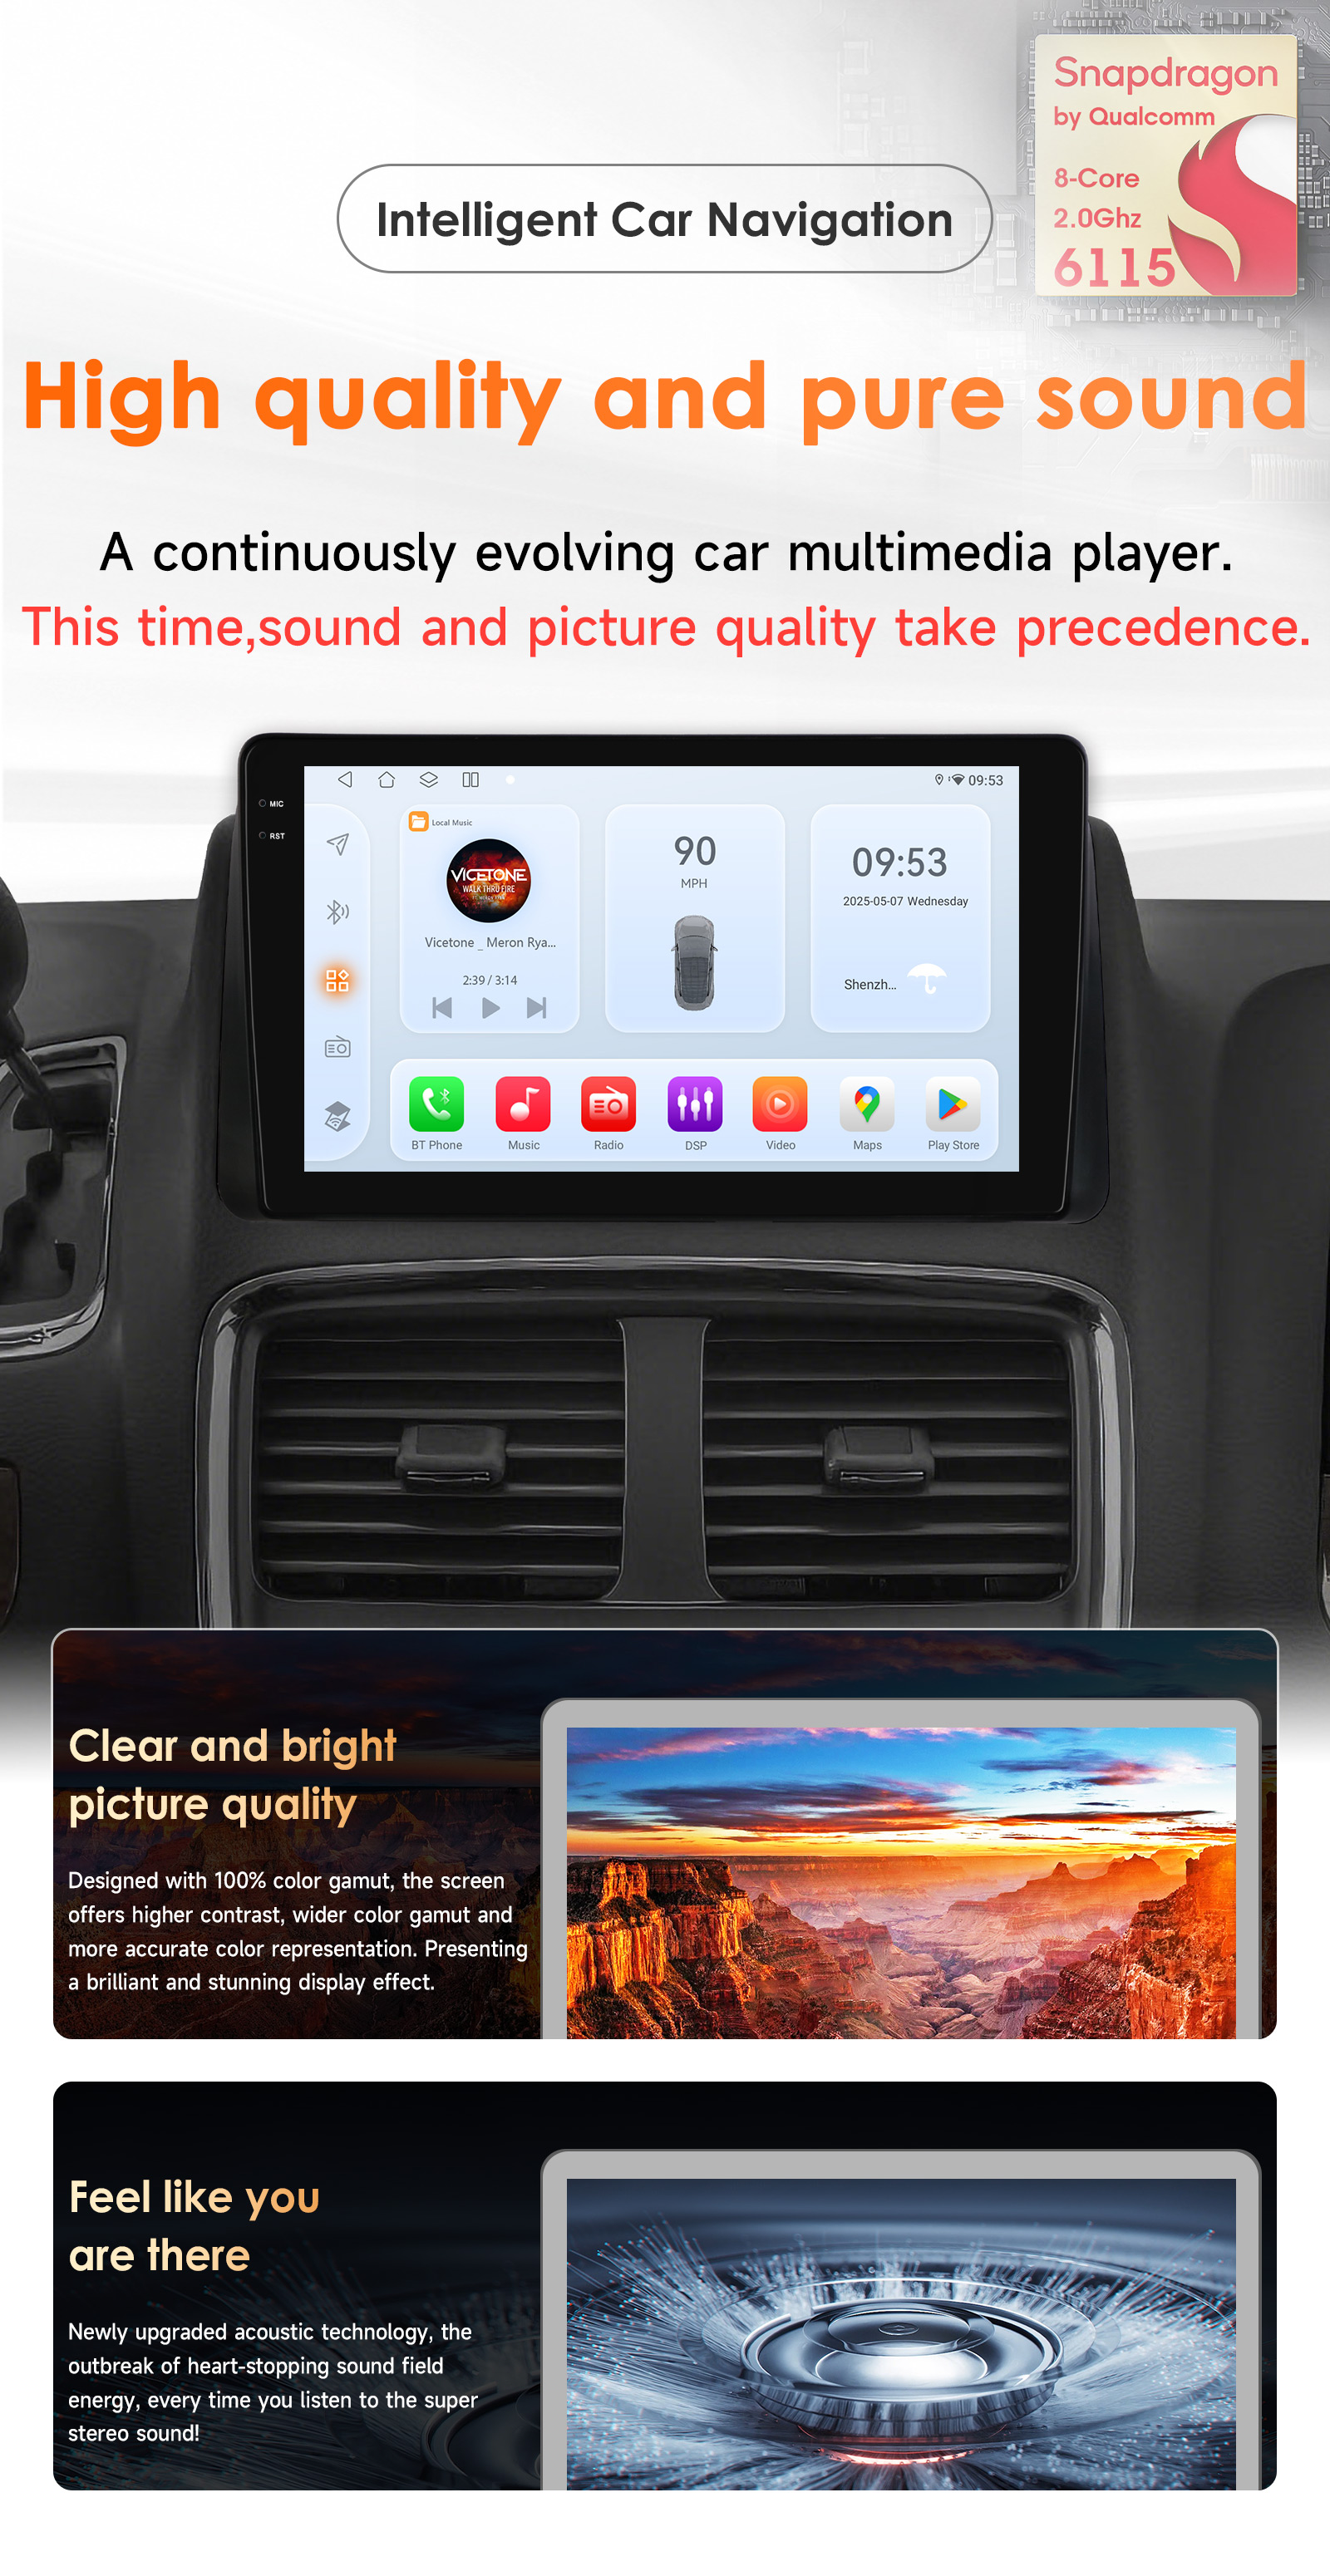 Snapdragon
by Qualcomm
8-Core
2.0Ghz
6115
Intelligent Car Navigation
High quality and pure sound
A continuously evolving car multimedia player.
This time,sound and picture quality take precedence.
09:53
MIC
RST
Local Music
VICETONE
WALK THRU FIRE
Vicetone _ Meron Rya...
2:39 / 3:14
90
MPH
09:53
2025-05-07 Wednesday
Shenzh...
BT Phone
Music
Radio
DSP
Video
Maps
Play Store
Clear and bright
picture quality
Designed with 100% color gamut, the screen
offers higher contrast, wider color gamut and
more accurate color representation. Presenting
a brilliant and stunning display effect.
Feel like you
are there
Newly upgraded acoustic technology, the
outbreak of heart-stopping sound field
energy, every time you listen to the super
stereo sound!